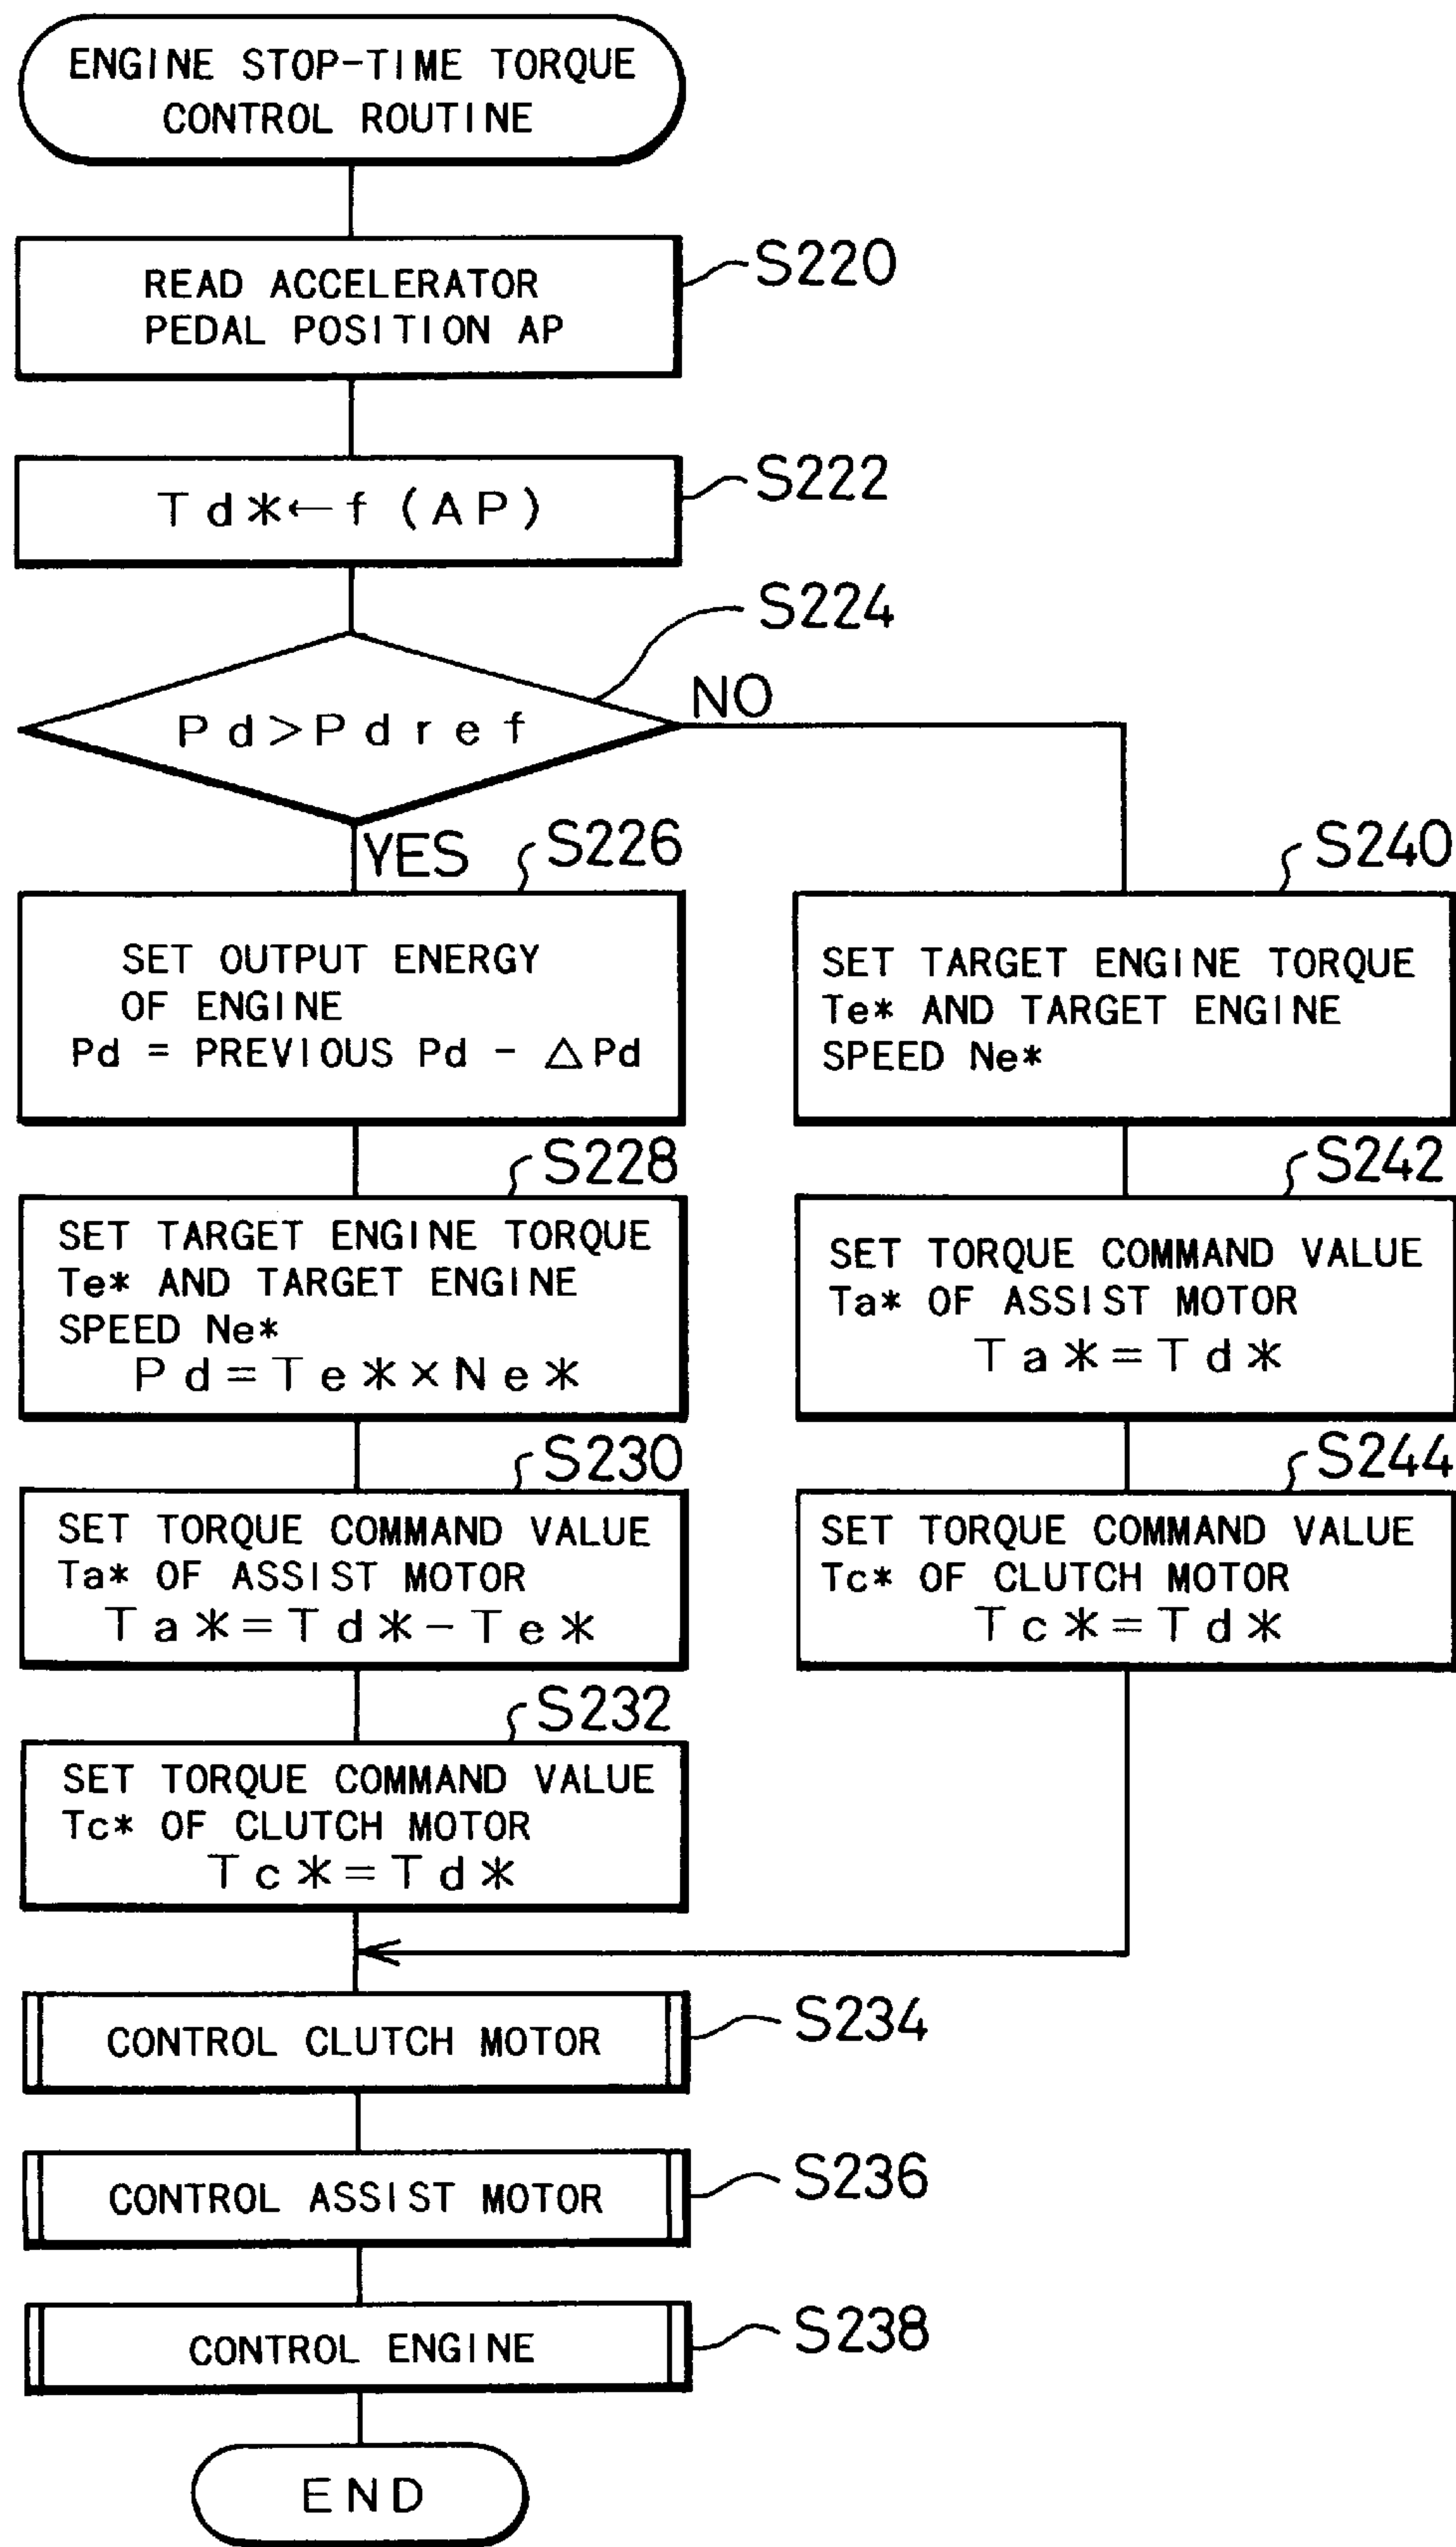 ENGINE STOP-TIME TORQUE
CONTROL ROUTINE
S220
READ ACCELERATOR
PEDAL POSITION AP
S222
Td*←f(AP)
S224
Pd>Pdref
NO
YES
S226
SET OUTPUT ENERGY
OF ENGINE
Pd = PREVIOUS Pd - △Pd
S228
SET TARGET ENGINE TORQUE
Te* AND TARGET ENGINE
SPEED Ne*
Pd=Te*×Ne*
S230
SET TORQUE COMMAND VALUE
Ta* OF ASSIST MOTOR
Ta*=Td*-Te*
S232
SET TORQUE COMMAND VALUE
Tc* OF CLUTCH MOTOR
Tc*=Td*
S240
SET TARGET ENGINE TORQUE
Te* AND TARGET ENGINE
SPEED Ne*
S242
SET TORQUE COMMAND VALUE
Ta* OF ASSIST MOTOR
Ta*=Td*
S244
SET TORQUE COMMAND VALUE
Tc* OF CLUTCH MOTOR
Tc*=Td*
CONTROL CLUTCH MOTOR
S234
CONTROL ASSIST MOTOR
S236
CONTROL ENGINE
S238
END